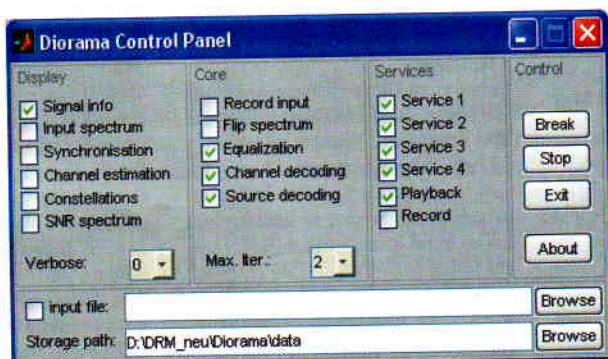 Diorama Control Panel
Display
Signal info
Input spectrum
Synchronisation
Channel estimation
Constellations
SNR spectrum
Verbose: 0
Core
Record input
Flip spectrum
Equalization
Channel decoding
Source decoding
Max. Iter.: 2
Services
Service 1
Service 2
Service 3
Service 4
Playback
Record
Control
Break
Stop
Exit
About
input file:
Browse
Storage path: D:\DRM_neu\Diorama\data
Browse